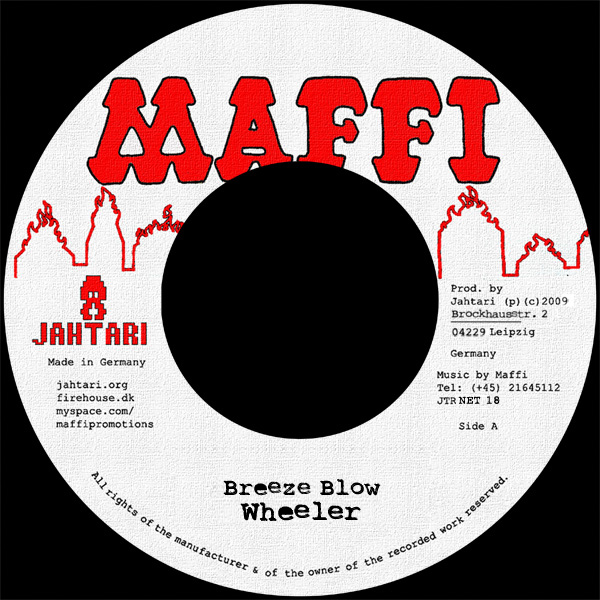 MAFFI
JAHTARI
Made in Germany
jahtari.org
firehouse.dk
myspace.com/
maffipromotions
Prod. by
Jahtari (p)(c)2009
Brockhausstr. 2
04229 Leipzig
Germany
Music by Maffi
Tel: (+45) 21645112
JTR NET 18
Side A
Breeze Blow
Wheeler
All rights of the manufacturer & of the owner of the recorded work reserved.